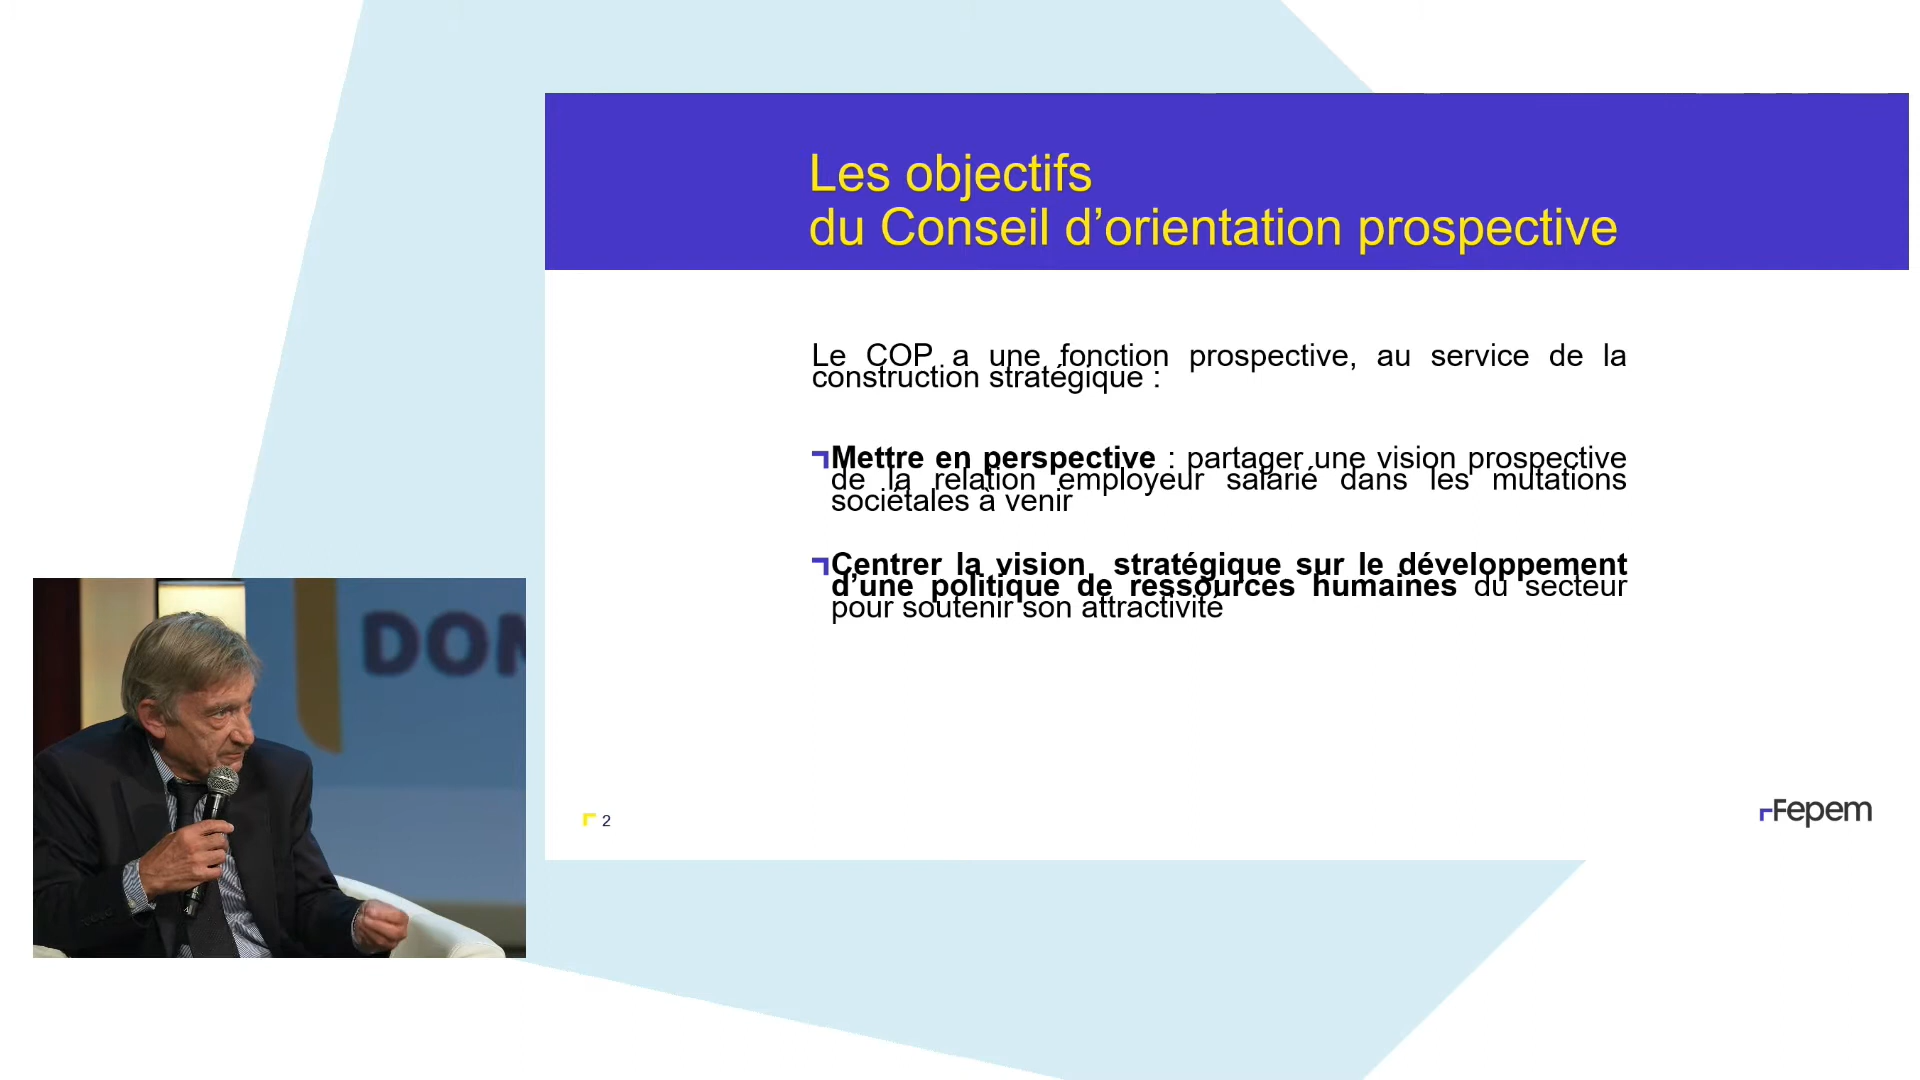 Les objectifs
du Conseil d’orientation prospective
Le COP a une fonction prospective, au service de la
construction stratégique :
Mettre en perspective : partager une vision prospective
de la relation employeur salarié dans les mutations
sociétales à venir
Centrer la vision stratégique sur le développement
d’une politique de ressources humaines du secteur
pour soutenir son attractivité
DOM
2
Fepem